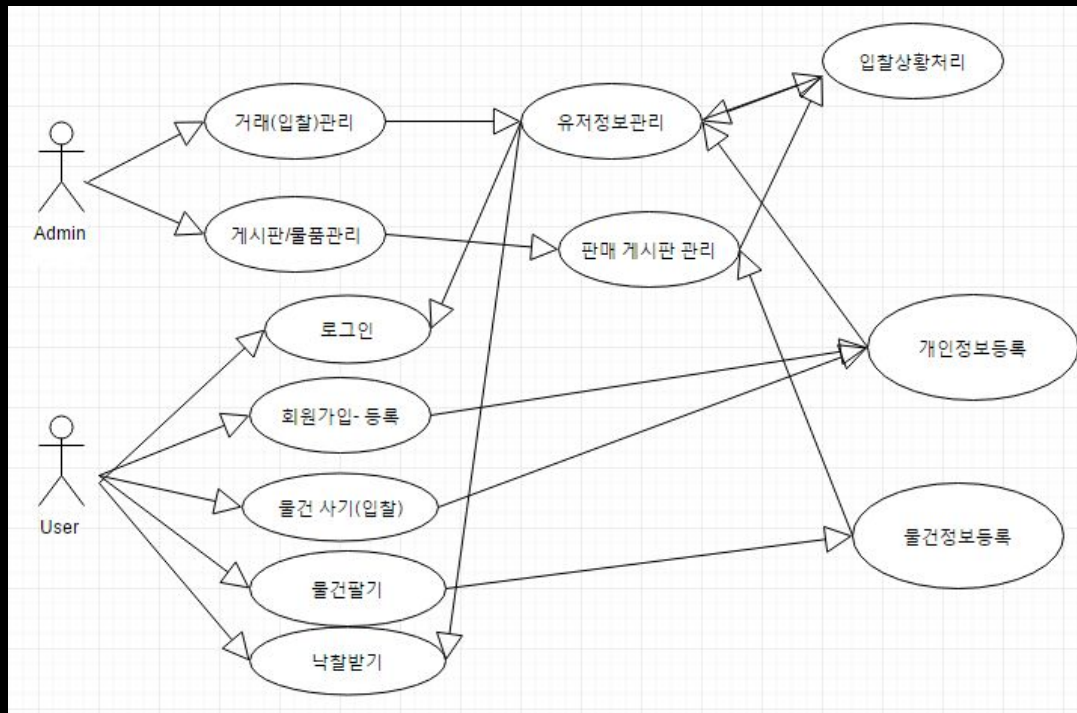 입찰상황처리
거래(입찰)관리
유저정보관리
Admin
게시판/물품관리
판매 게시판 관리
로그인
개인정보등록
회원가입- 등록
User
물건 사기(입찰)
물건정보등록
물건팔기
낙찰받기